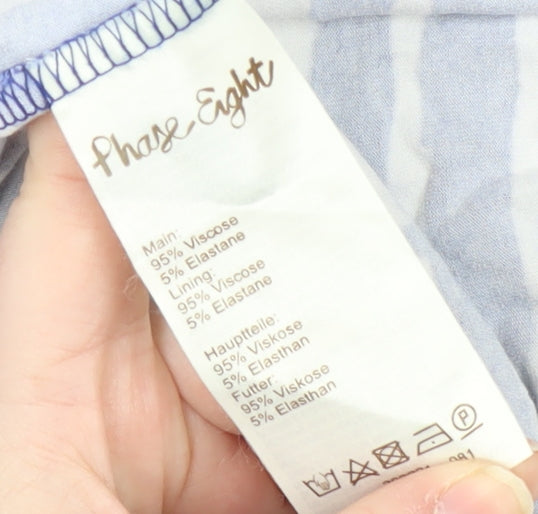 Phase Eight
Main:
95% Viscose
5% Elastane
Lining:
95% Viscose
5% Elastane
Hauptteile:
95% Viskose
5% Elasthan
Futter:
95% Viskose
5% Elasthan
P
981